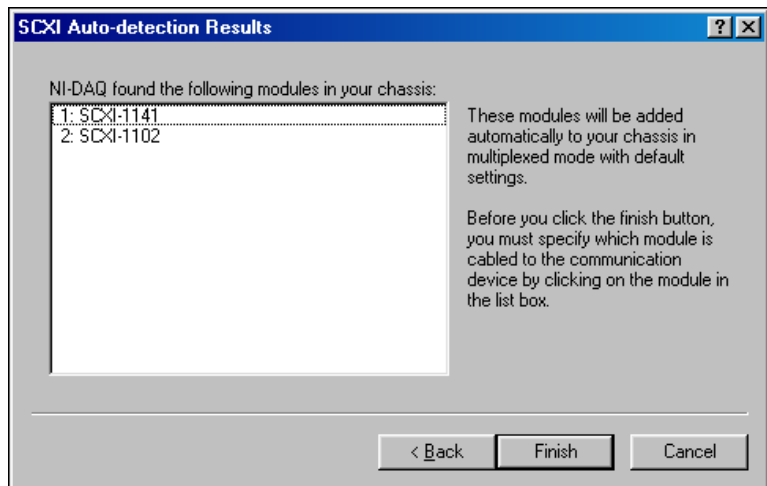 SCXI Auto-detection Results
NI-DAQ found the following modules in your chassis:
1: SCXI-1141
2: SCXI-1102
These modules will be added
automatically to your chassis in
multiplexed mode with default
settings.
Before you click the finish button,
you must specify which module is
cabled to the communication
device by clicking on the module in
the list box.
< Back
Finish
Cancel